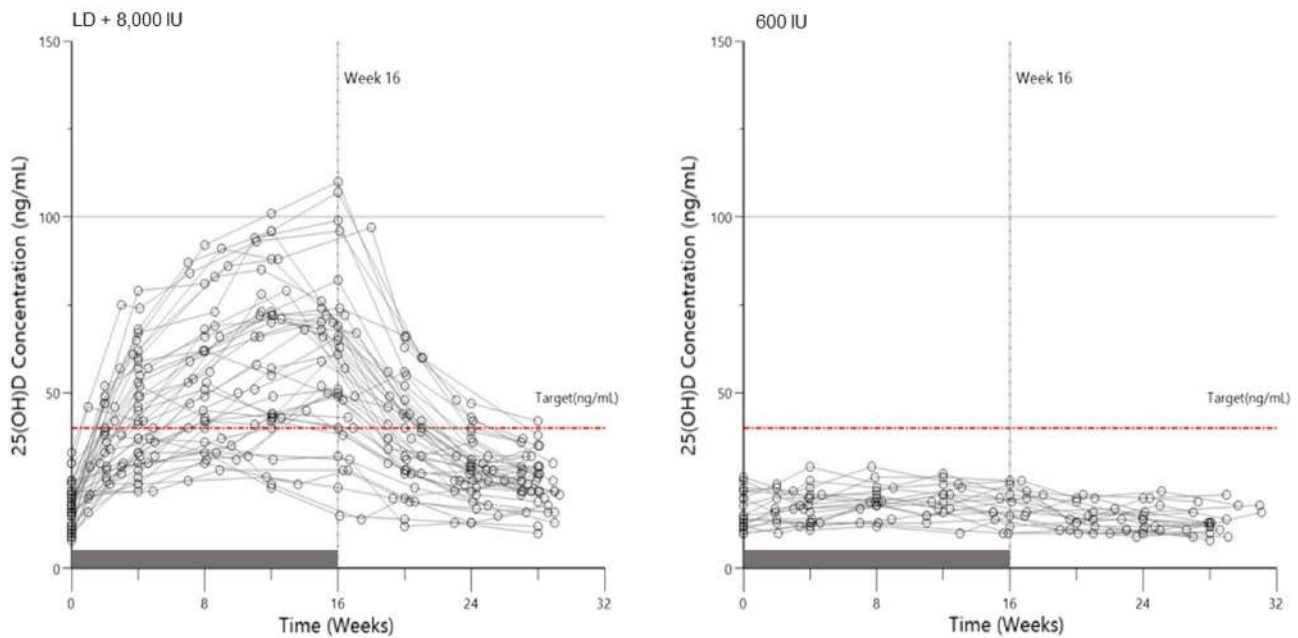 LD + 8,000 IU
150
Week 16
100
25(OH)D Concentration (ng/mL)
Target(ng/mL)
50
0
0 8 16 24 32
Time (Weeks)
600 IU
150
Week 16
100
25(OH)D Concentration (ng/mL)
Target(ng/mL)
50
0
0 8 16 24 32
Time (Weeks)